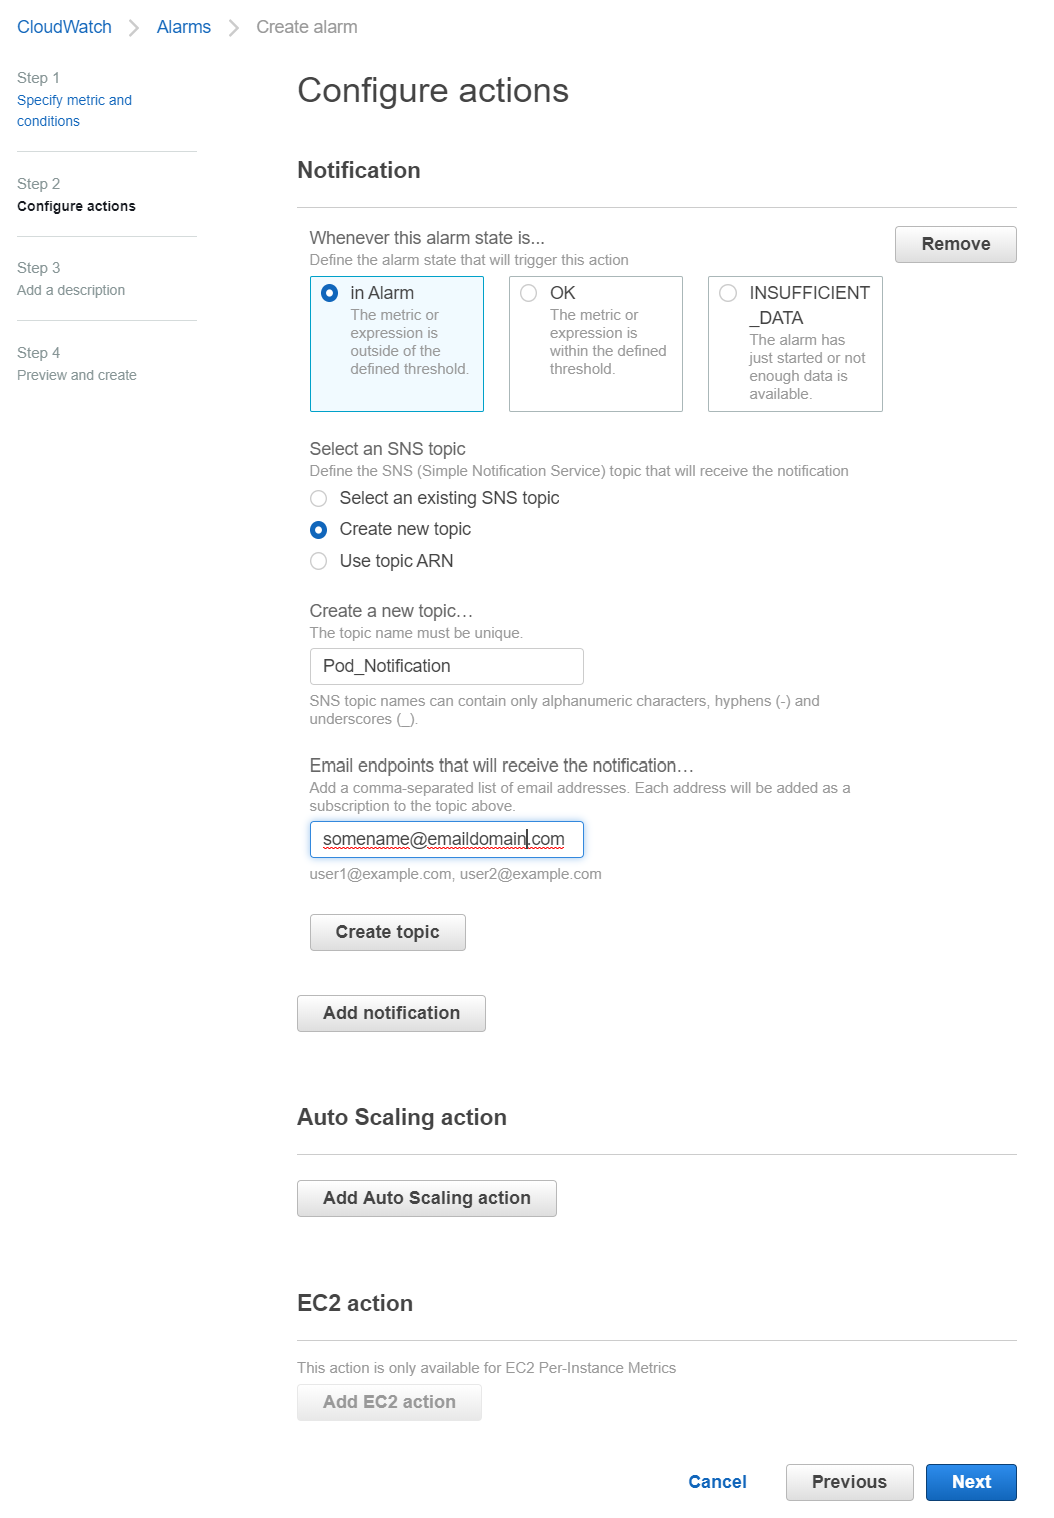 CloudWatch > Alarms > Create alarm
Step 1
Specify metric and
conditions
Step 2
Configure actions
Step 3
Add a description
Step 4
Preview and create
Configure actions
Notification
Whenever this alarm state is...
Define the alarm state that will trigger this action
Remove
in Alarm
The metric or
expression is
outside of the
defined threshold.
OK
The metric or
expression is
within the defined
threshold.
INSUFFICIENT
_DATA
The alarm has
just started or not
enough data is
available.
Select an SNS topic
Define the SNS (Simple Notification Service) topic that will receive the notification
Select an existing SNS topic
Create new topic
Use topic ARN
Create a new topic…
The topic name must be unique.
Pod_Notification
SNS topic names can contain only alphanumeric characters, hyphens (-) and
underscores (_).
Email endpoints that will receive the notification…
Add a comma-separated list of email addresses. Each address will be added as a
subscription to the topic above.
somename@emaildomain.com
user1@example.com, user2@example.com
Create topic
Add notification
Auto Scaling action
Add Auto Scaling action
EC2 action
This action is only available for EC2 Per-Instance Metrics
Add EC2 action
Cancel
Previous
Next